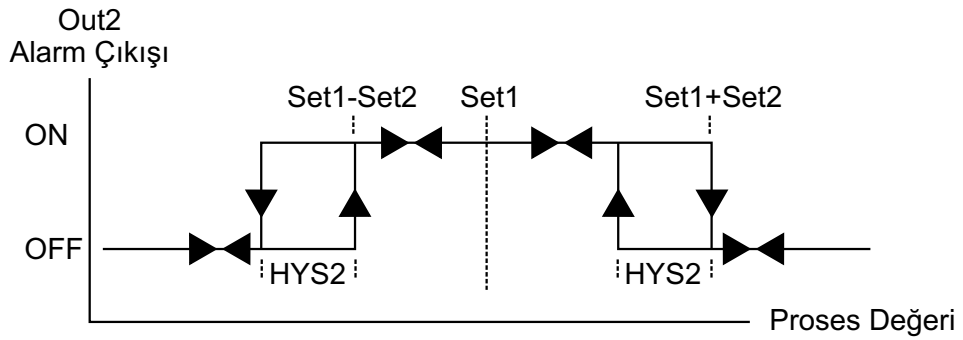 Out2
Alarm Çıkışı
Set1-Set2
Set1
Set1+Set2
ON
OFF
HYS2
HYS2
Proses Değeri